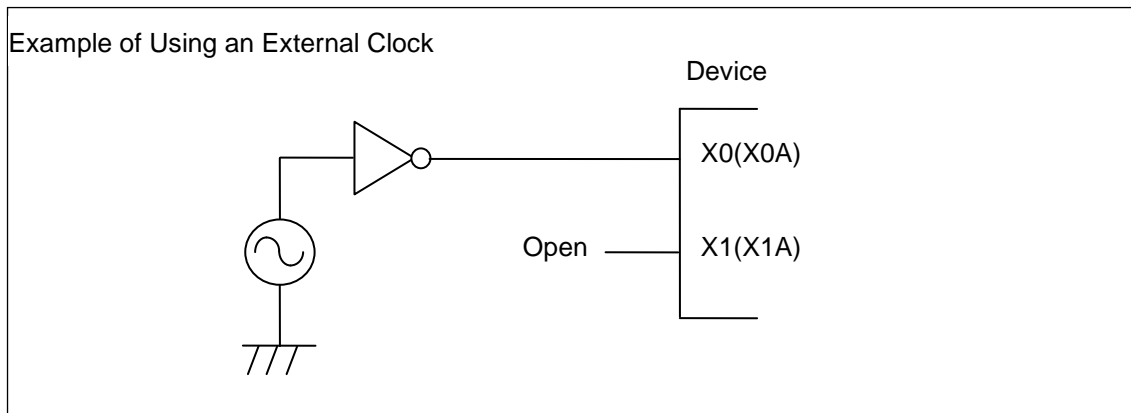 Example of Using an External Clock
Device
X0(X0A)
Open
X1(X1A)